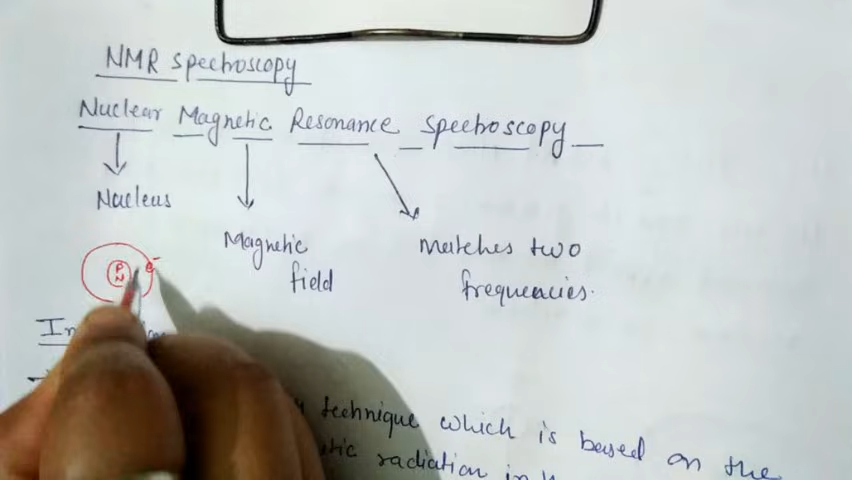 NMR spectroscopy
Nuclear Magnetic Resonance spectroscopy
Nucleus
Magnetic
field
Matches two
frequencies.
P
N
e-
technique which is based on the
radiation in